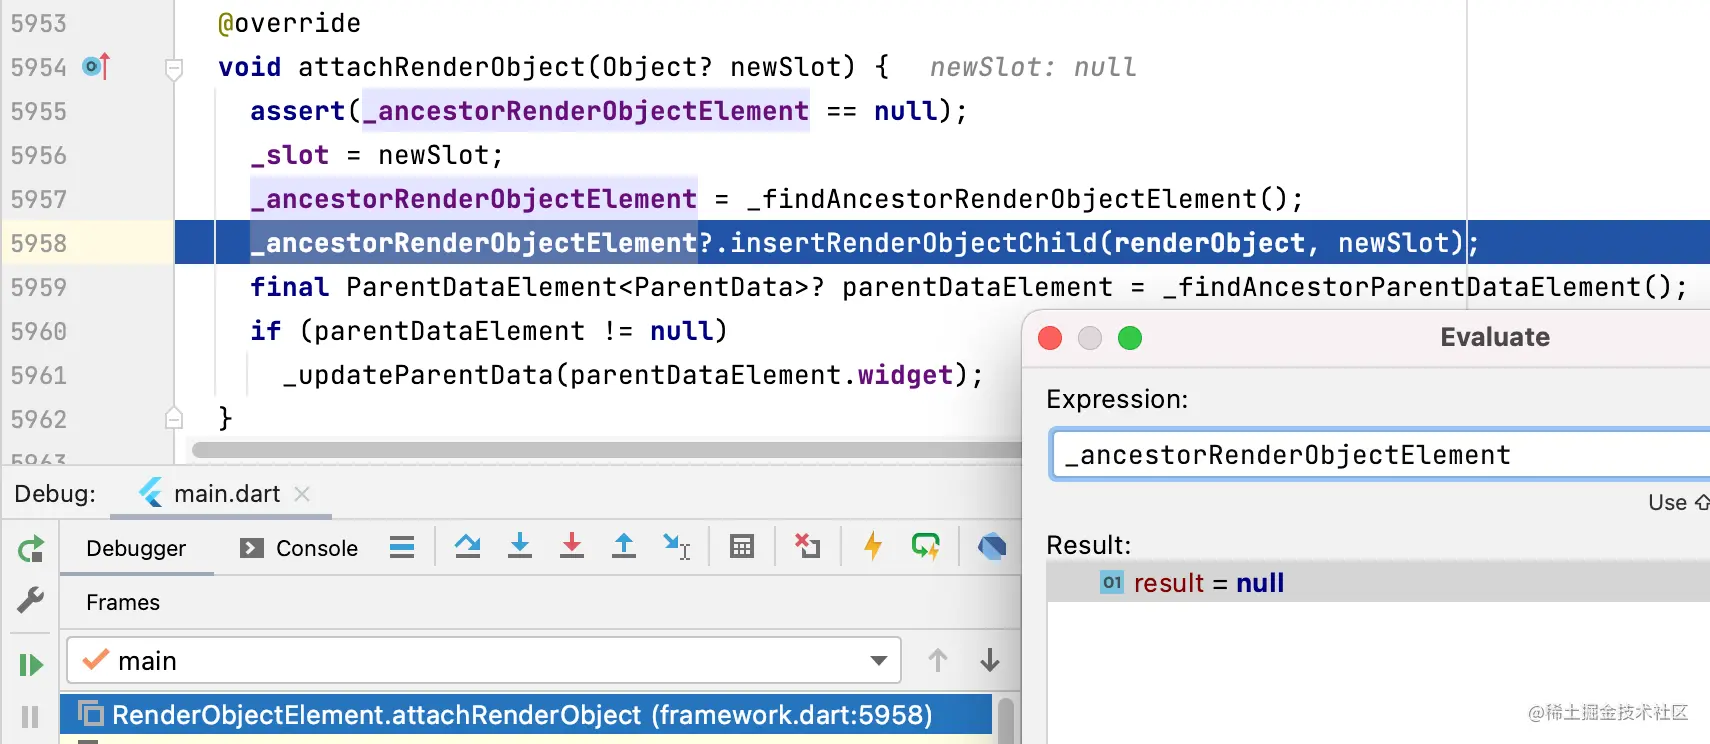 5953 @override
5954 void attachRenderObject(Object? newSlot) { newSlot: null
5955 assert(_ancestorRenderObjectElement == null);
5956 _slot = newSlot;
5957 _ancestorRenderObjectElement = _findAncestorRenderObjectElement();
5958 _ancestorRenderObjectElement?.insertRenderObjectChild(renderObject, newSlot);
5959 final ParentDataElement<ParentData>? parentDataElement = _findAncestorParentDataElement();
5960 if (parentDataElement != null)
5961 _updateParentData(parentDataElement.widget);
5962 }
5963
Evaluate
Expression:
_ancestorRenderObjectElement
Use
Result:
01 result = null
Debug: main.dart
Debugger Console
Frames
main
RenderObjectElement.attachRenderObject (framework.dart:5958)
@稀土掘金技术社区